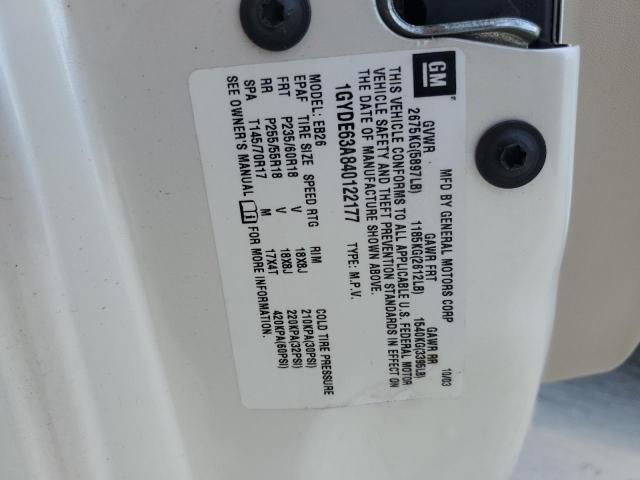 GM
MFD BY GENERAL MOTORS CORP 10/03
GVWR GAWR FRT GAWR RR
2675KG(5897LB) 1185KG(2612LB) 1540KG(3395LB)
THIS VEHICLE CONFORMS TO ALL APPLICABLE U.S. FEDERAL MOTOR
VEHICLE SAFETY AND THEFT PREVENTION STANDARDS IN EFFECT ON
THE DATE OF MANUFACTURE SHOWN ABOVE.
1GYDE63A840122177 TYPE: M.P.V.
MODEL: EB26
EPAF TIRE SIZE SPEED RTG RIM COLD TIRE PRESSURE
FRT P235/60R18 V 18X8J 210KPA(30PSI)
RR P255/55R18 V 18X8J 220KPA(32PSI)
SPA T145/70R17 M 17X4T 420KPA(60PSI)
SEE OWNER'S MANUAL FOR MORE INFORMATION.